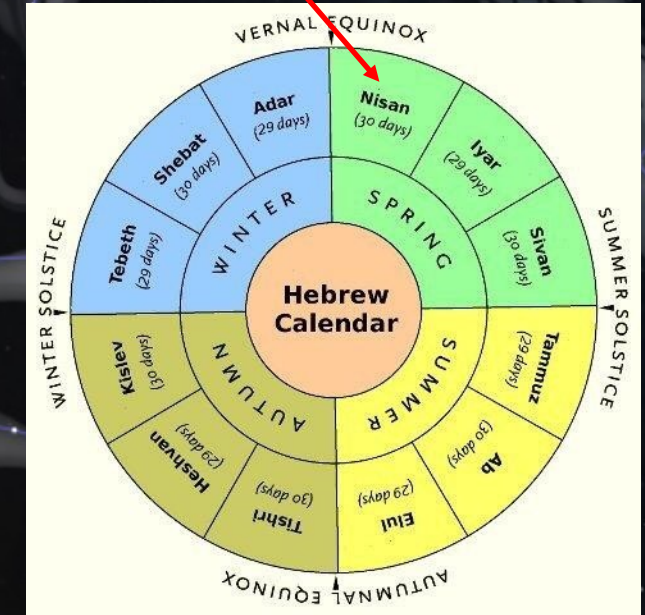 VERNAL EQUINOX
Nisan
(30 days)
Iyar
(29 days)
Sivan
(30 days)
SPRING
SUMMER SOLSTICE
Tammuz
(29 days)
Ab
(30 days)
Elul
(29 days)
SUMMER
AUTUMNAL EQUINOX
Tishri
(30 days)
Heshvan
(29 days)
Kislev
(30 days)
AUTUMN
WINTER SOLSTICE
Tebeth
(29 days)
Shebat
(30 days)
Adar
(29 days)
WINTER
Hebrew
Calendar